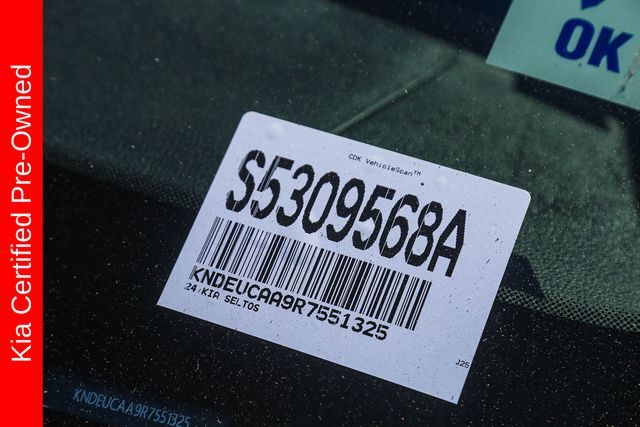 Kia Certified Pre-Owned
OK
CDK VehicleScan™
S5309568A
KNDEUCAA9R7551325
24 KIA SELTOS
J25
KNDEUCAA9R7551325